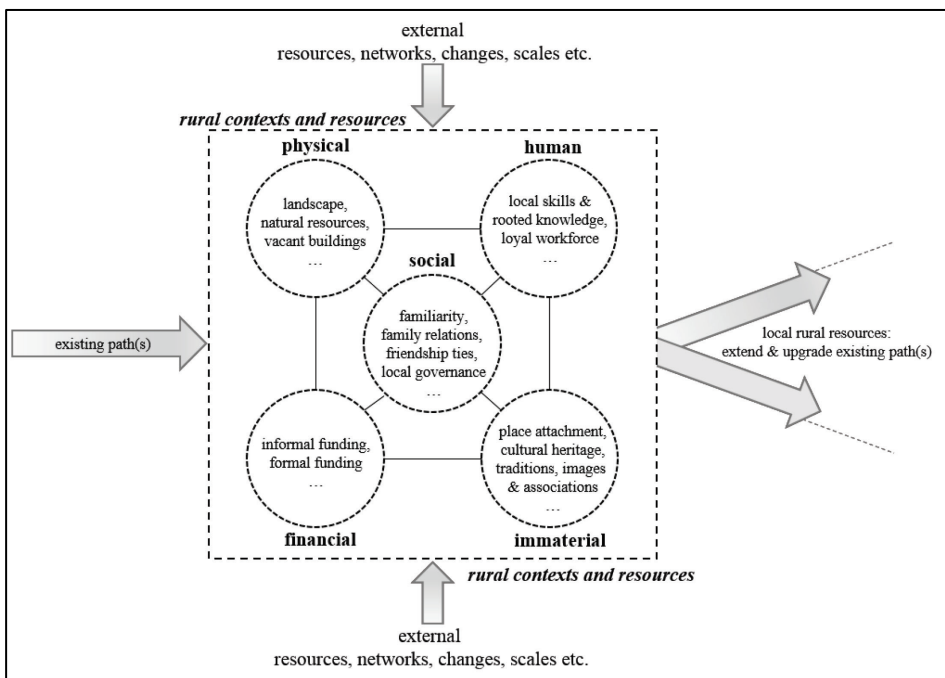 external
resources, networks, changes, scales etc.
rural contexts and resources
physical
human
landscape,
natural resources,
vacant buildings
…
local skills &
rooted knowledge,
loyal workforce
…
social
familiarity,
family relations,
friendship ties,
local governance
…
existing path(s)
local rural resources:
extend & upgrade existing path(s)
informal funding,
formal funding
…
place attachment,
cultural heritage,
traditions, images
& associations
…
financial
immaterial
rural contexts and resources
external
resources, networks, changes, scales etc.